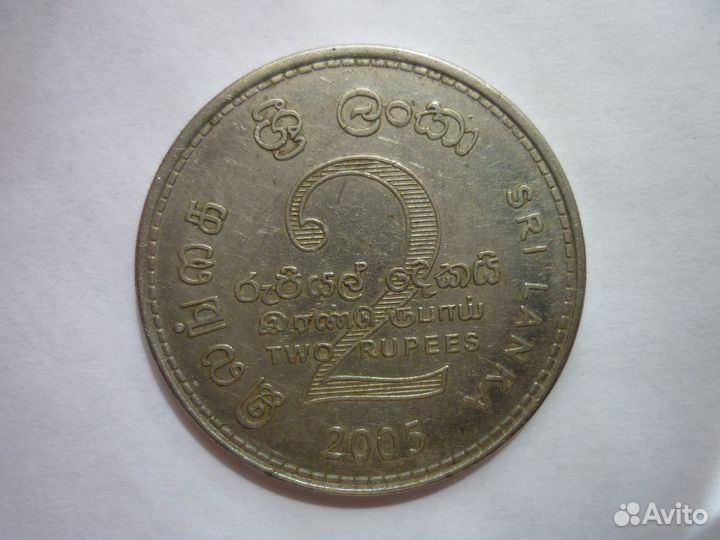 ශ්‍රී ලංකා
இலங்கை
SRI LANKA
2
රුපියල් දෙකයි
இரண்டு ரூபாய்
TWO RUPEES
2005
Avito